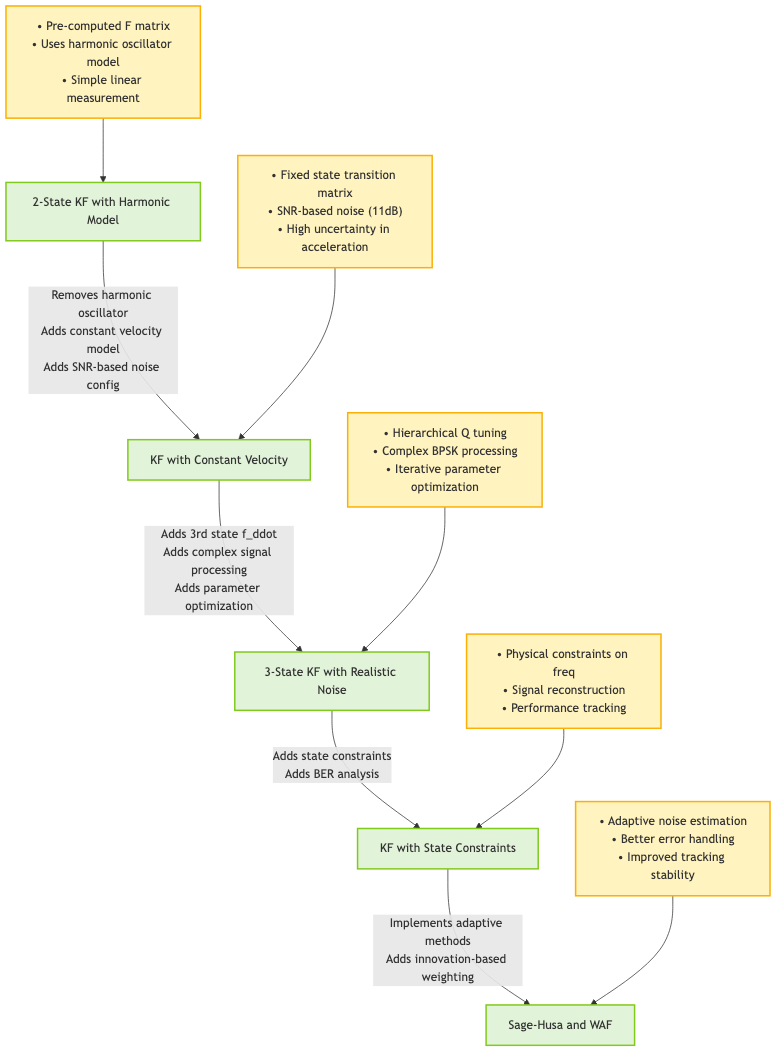 • Pre-computed F matrix
• Uses harmonic oscillator
model
• Simple linear
measurement
2-State KF with Harmonic
Model
• Fixed state transition
matrix
• SNR-based noise (11dB)
• High uncertainty in
acceleration
Removes harmonic
oscillator
Adds constant velocity
model
Adds SNR-based noise
config
KF with Constant Velocity
• Hierarchical Q tuning
• Complex BPSK processing
• Iterative parameter
optimization
Adds 3rd state f_ddot
Adds complex signal
processing
Adds parameter
optimization
3-State KF with Realistic
Noise
• Physical constraints on
freq
• Signal reconstruction
• Performance tracking
Adds state constraints
Adds BER analysis
KF with State Constraints
• Adaptive noise estimation
• Better error handling
• Improved tracking
stability
Implements adaptive
methods
Adds innovation-based
weighting
Sage-Husa and WAF